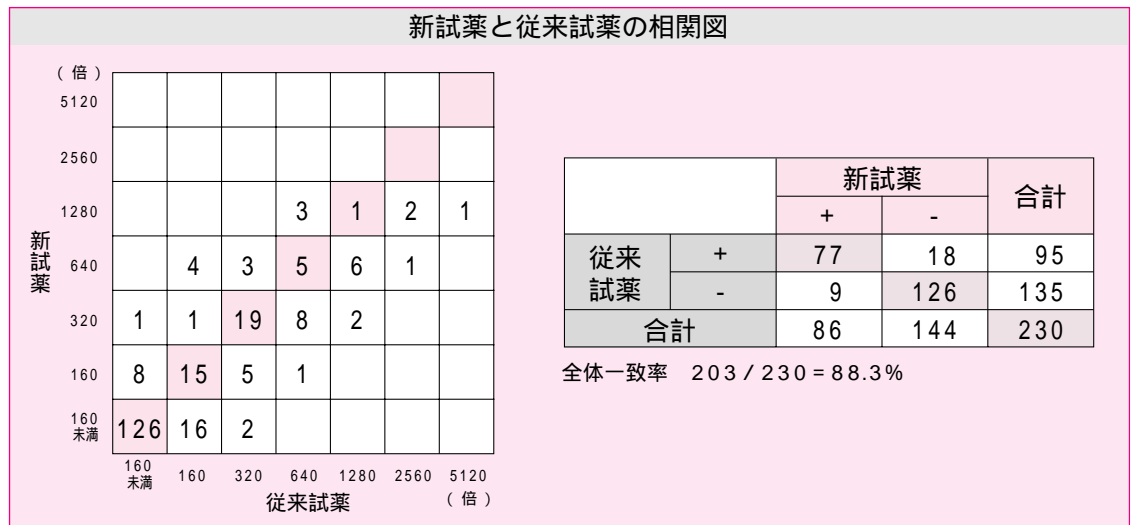 新試薬と従来試薬の相関図
(倍)
5120
2560
1280 3 1 2 1
640 4 3 5 6 1
320 1 1 19 8 2
160 8 15 5 1
160未満 126 16 2
新試薬
160未満 160 320 640 1280 2560 5120
従来試薬 (倍)
新試薬 合計
+ -
従来試薬 + 77 18 95
- 9 126 135
合計 86 144 230
全体一致率 203/230=88.3%